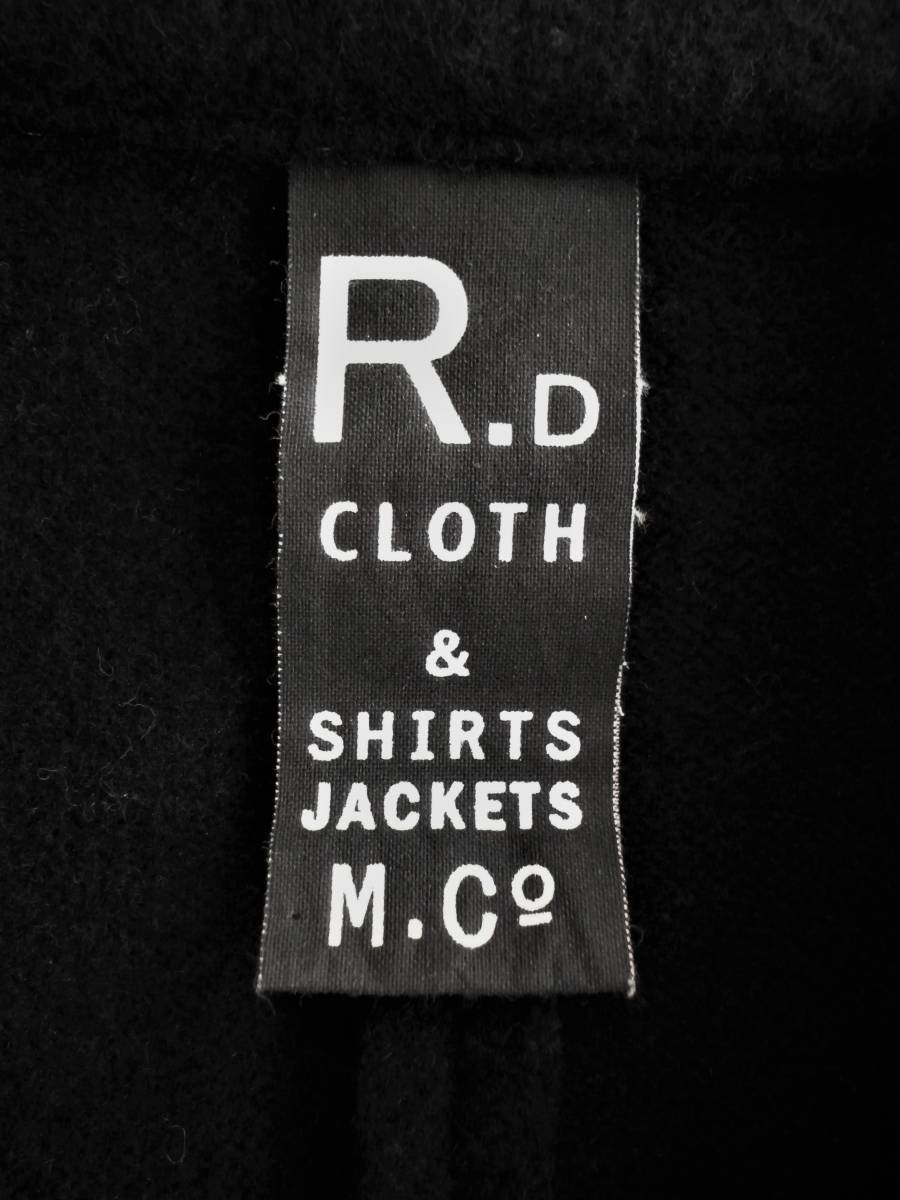 R.D
CLOTH
&
SHIRTS
JACKETS
M.Cº